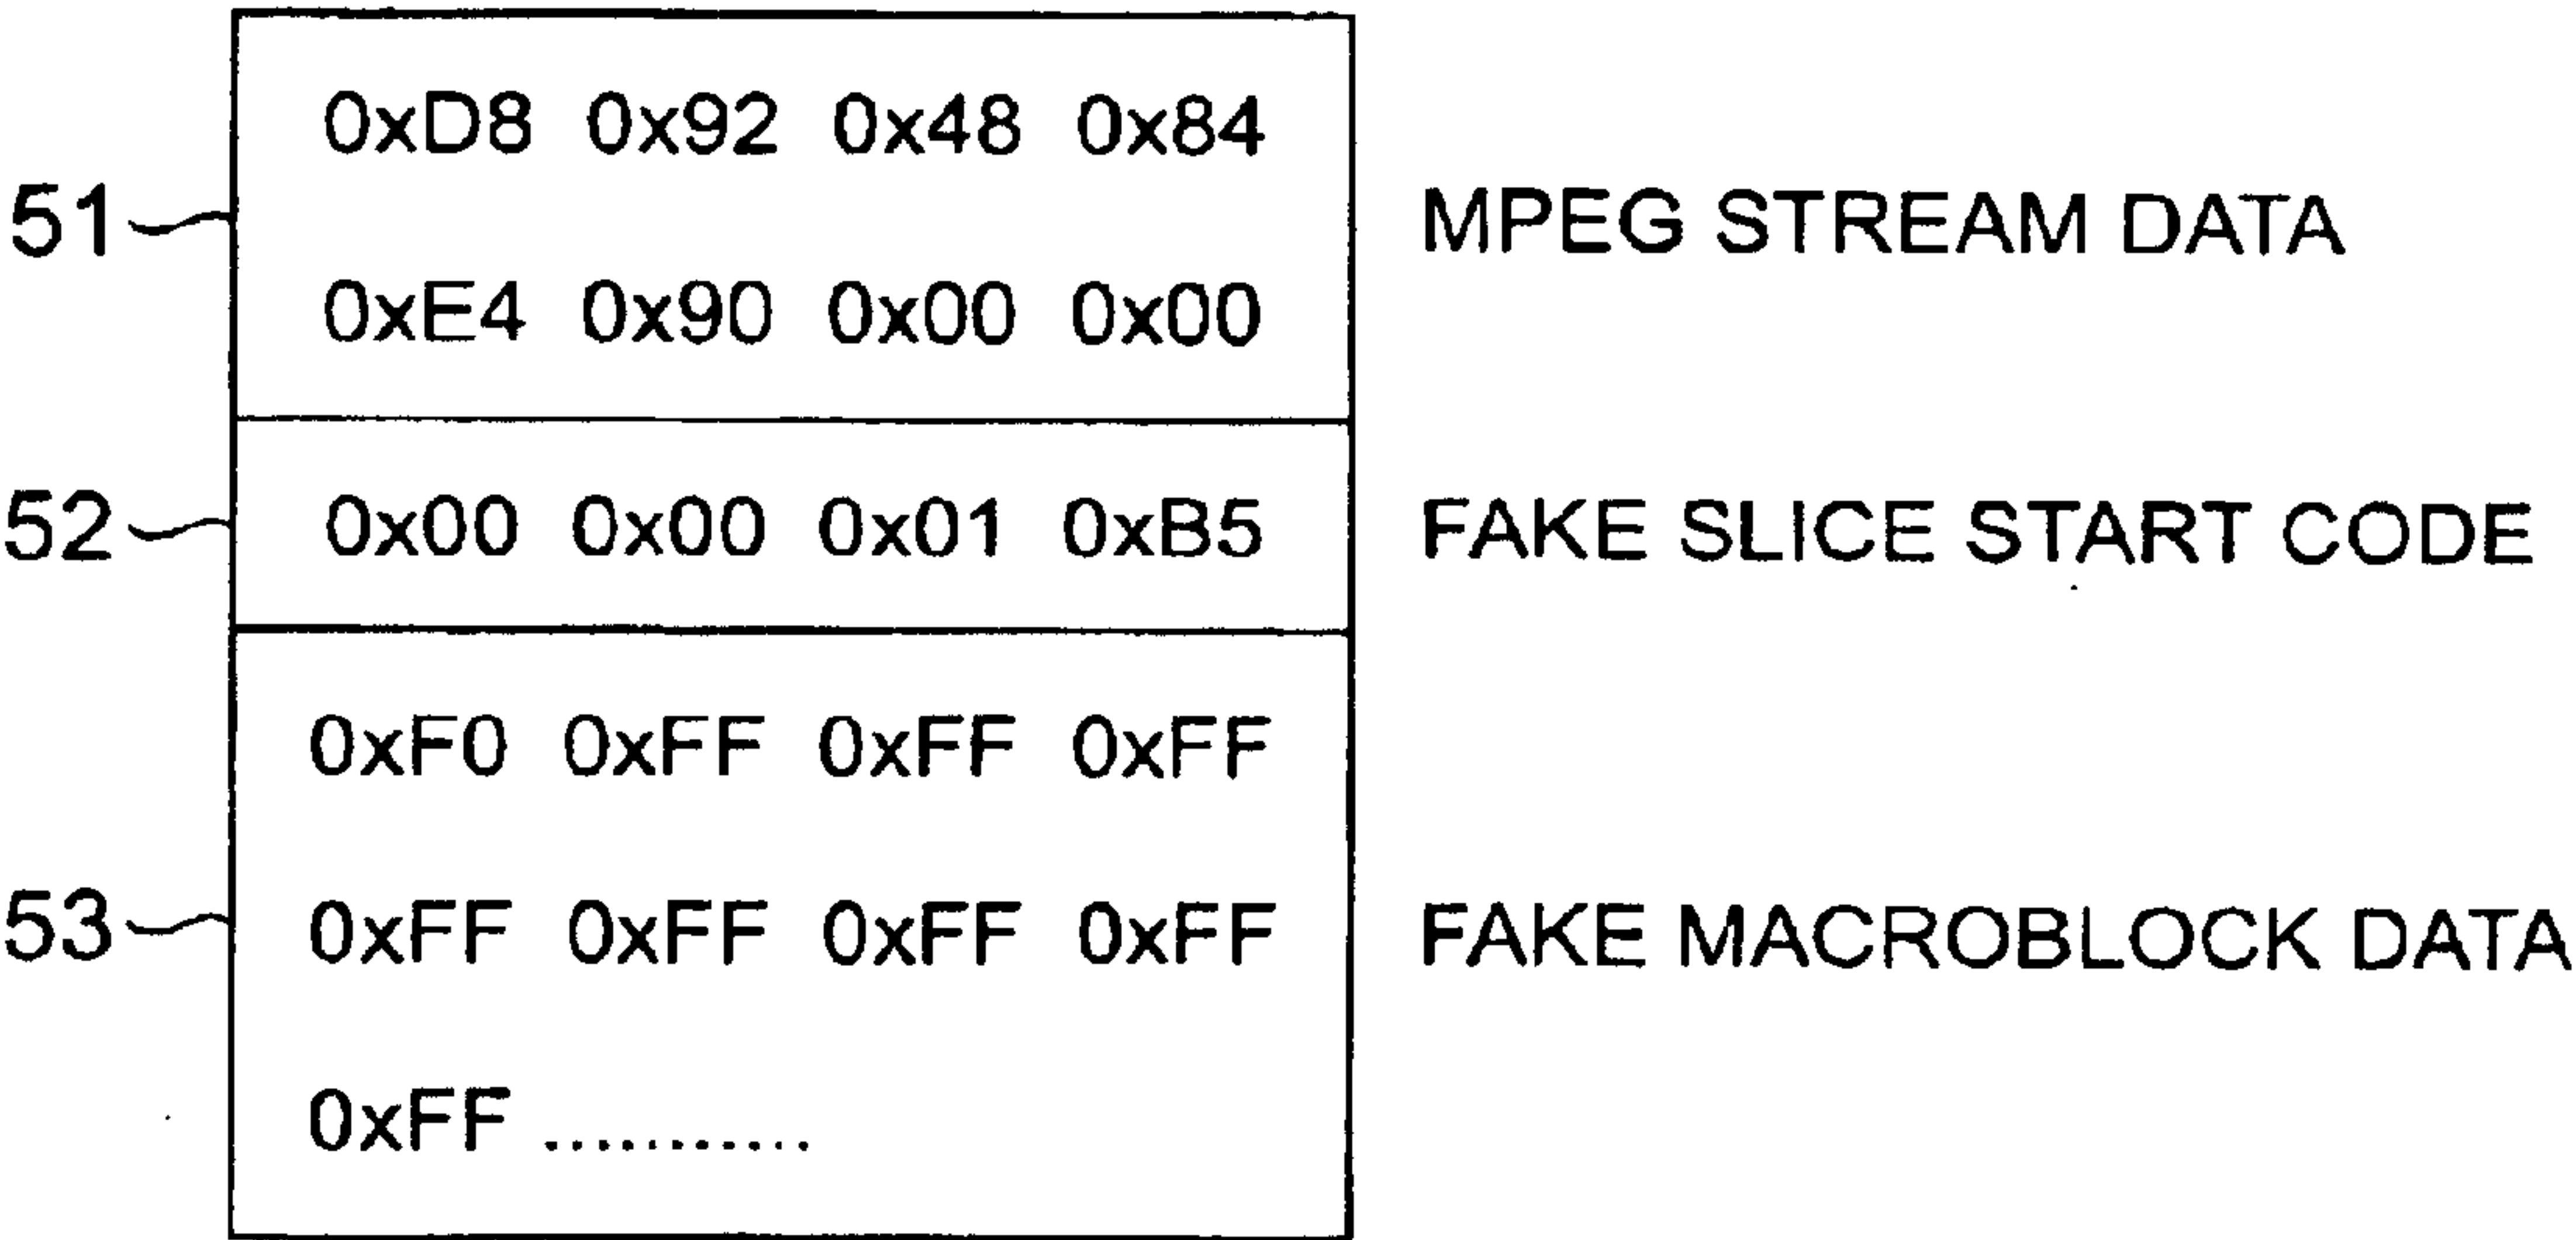 0xD8 0x92 0x48 0x84
51 MPEG STREAM DATA
0xE4 0x90 0x00 0x00
52 0x00 0x00 0x01 0xB5 FAKE SLICE START CODE
0xF0 0xFF 0xFF 0xFF
53 0xFF 0xFF 0xFF 0xFF FAKE MACROBLOCK DATA
0xFF ...........